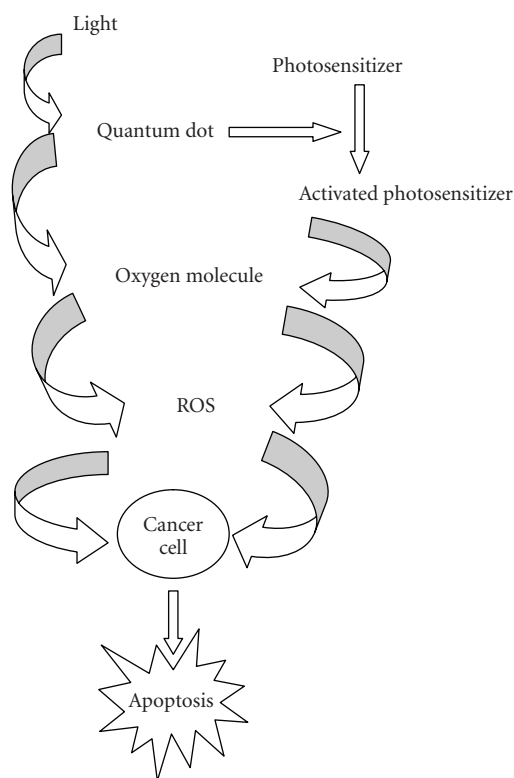 Light
Photosensitizer
Quantum dot
Activated photosensitizer
Oxygen molecule
ROS
Cancer
cell
Apoptosis